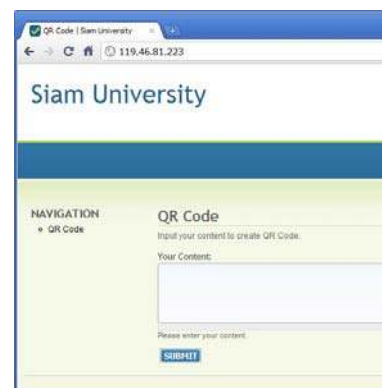 QR Code | Siam University
119.46.81.223
Siam University
NAVIGATION
QR Code
QR Code
Input your content to create QR Code.
Your Content:
Please enter your content.
SUBMIT